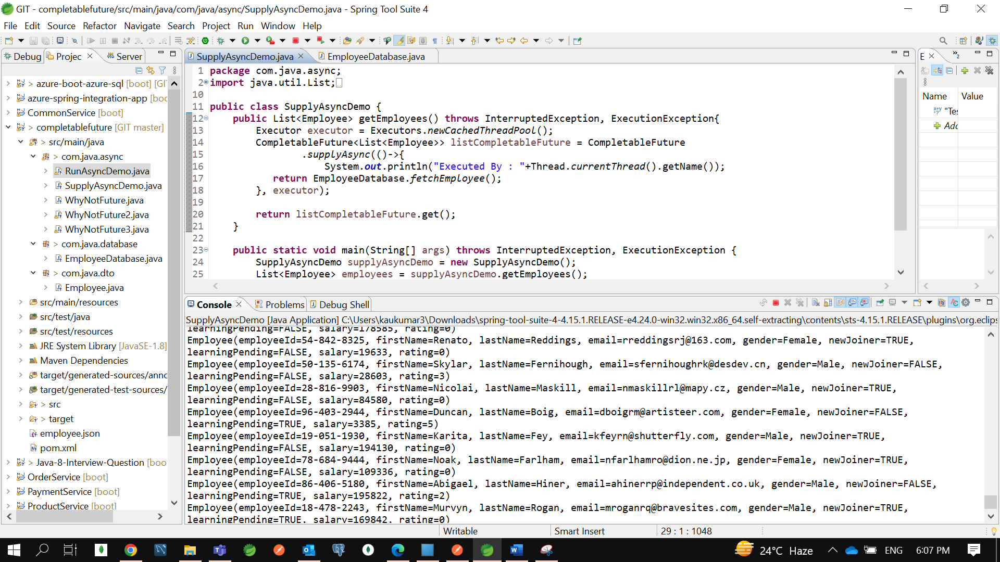 GIT - completablefuture/src/main/java/com/java/async/SupplyAsyncDemo.java - Spring Tool Suite 4
File Edit Source Refactor Navigate Search Project Run Window Help
Debug Projec Server
> azure-boot-azure-sql [boot] [GIT
azure-spring-integration-app [boo
CommonService [boot]
> completablefuture [GIT master]
> src/main/java
> com.java.async
RunAsyncDemo.java
SupplyAsyncDemo.java
WhyNotFuture.java
WhyNotFuture2.java
WhyNotFuture3.java
> com.java.database
EmployeeDatabase.java
> com.java.dto
Employee.java
src/main/resources
src/test/java
src/test/resources
JRE System Library [JavaSE-1.8]
Maven Dependencies
target/generated-sources/anno
target/generated-test-sources/
> src
> target
employee.json
pom.xml
> Java-8-Interview-Question [boo
OrderService [boot]
PaymentService [boot]
ProductService [boot]
SupplyAsyncDemo.java EmployeeDatabase.java
1 package com.java.async;
2 import java.util.List;
10
11 public class SupplyAsyncDemo {
12 public List<Employee> getEmployees() throws InterruptedException, ExecutionException{
13 Executor executor = Executors.newCachedThreadPool();
14 CompletableFuture<List<Employee>> listCompletableFuture = CompletableFuture
15 .supplyAsync(()->{
16 System.out.println("Executed By : "+Thread.currentThread().getName());
17 return EmployeeDatabase.fetchEmployee();
18 }, executor);
19
20 return listCompletableFuture.get();
21 }
22
23 public static void main(String[] args) throws InterruptedException, ExecutionException {
24 SupplyAsyncDemo supplyAsyncDemo = new SupplyAsyncDemo();
25 List<Employee> employees = supplyAsyncDemo.getEmployees();
E 2
Name Value
"Tes
Add
Console Problems Debug Shell
SupplyAsyncDemo [Java Application] C:\Users\kaukumar3\Downloads\spring-tool-suite-4-4.15.1.RELEASE-e4.24.0-win32.win32.x86_64.self-extracting\contents\sts-4.15.1.RELEASE\plugins\org.eclips
learningPending=FALSE, salary=178585, rating=0)
Employee(employeeId=54-842-8325, firstName=Renato, lastName=Reddings, email=rreddingsrj@163.com, gender=Female, newJoiner=TRUE,
learningPending=FALSE, salary=19633, rating=0)
Employee(employeeId=50-135-6174, firstName=Skylar, lastName=Fernihough, email=sfernihoughrk@desdev.cn, gender=Male, newJoiner=FALSE,
learningPending=FALSE, salary=28603, rating=3)
Employee(employeeId=28-816-9903, firstName=Nicolai, lastName=Maskill, email=nmaskillrl@mapy.cz, gender=Male, newJoiner=TRUE,
learningPending=FALSE, salary=84580, rating=0)
Employee(employeeId=96-403-2944, firstName=Duncan, lastName=Boig, email=dboigrm@artisteer.com, gender=Female, newJoiner=FALSE,
learningPending=TRUE, salary=3385, rating=5)
Employee(employeeId=19-051-1930, firstName=Karita, lastName=Fey, email=kfeyrn@shutterfly.com, gender=Male, newJoiner=TRUE,
learningPending=FALSE, salary=194130, rating=0)
Employee(employeeId=78-684-9444, firstName=Noak, lastName=Farlham, email=nfarlhamro@dion.ne.jp, gender=Female, newJoiner=TRUE,
learningPending=FALSE, salary=109336, rating=0)
Employee(employeeId=86-406-5180, firstName=Abigael, lastName=Hiner, email=ahinerrp@independent.co.uk, gender=Male, newJoiner=FALSE,
learningPending=TRUE, salary=195822, rating=2)
Employee(employeeId=18-478-2243, firstName=Murvyn, lastName=Rogan, email=mroganrq@bravesites.com, gender=Male, newJoiner=TRUE,
learningPending=TRUE, salary=169842, rating=0)
Writable Smart Insert 29 : 1 : 1048
24°C Haze ENG 6:07 PM